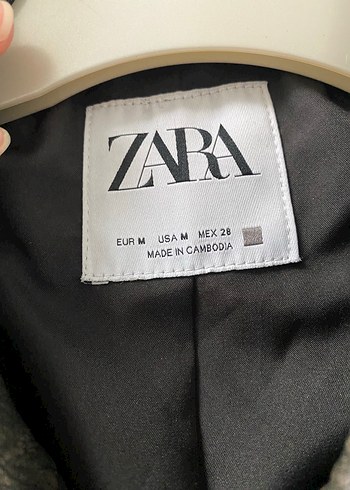 ZARA
EUR M USA M MEX 28
MADE IN CAMBODIA